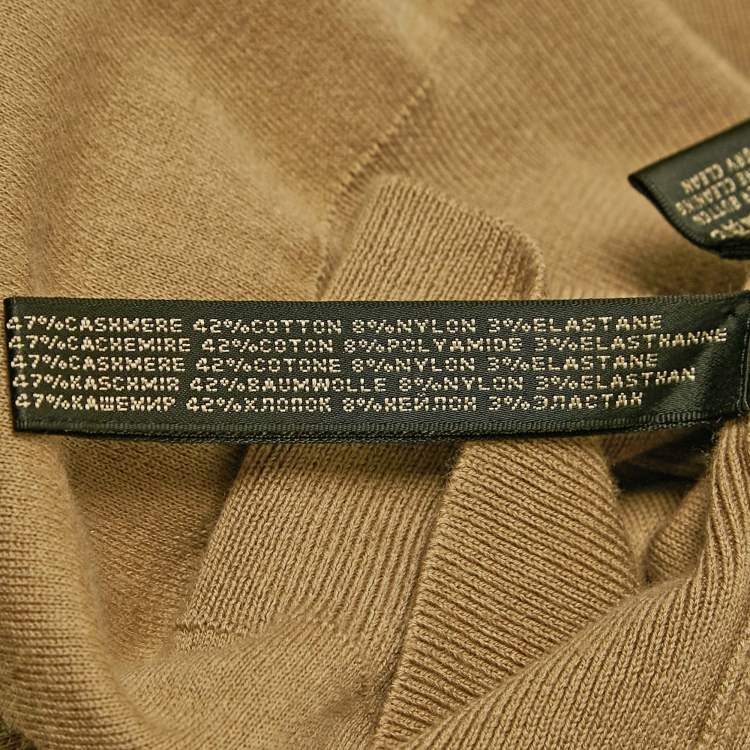 47%CASHMERE 42%COTTON 8%NYLON 3%ELASTANE
47%CACHEMIRE 42%COTON 8%POLYAMIDE 3%ELASTHANNE
47%CASHMERE 42%COTONE 8%NYLON 3%ELASTANE
47%KASCHMIR 42%BAUMWOLLE 8%NYLON 3%ELASTHAN
47%КАШЕМИР 42%ХЛОПОК 8%НЕЙЛОН 3%ЭЛАСТАН
CLEAN